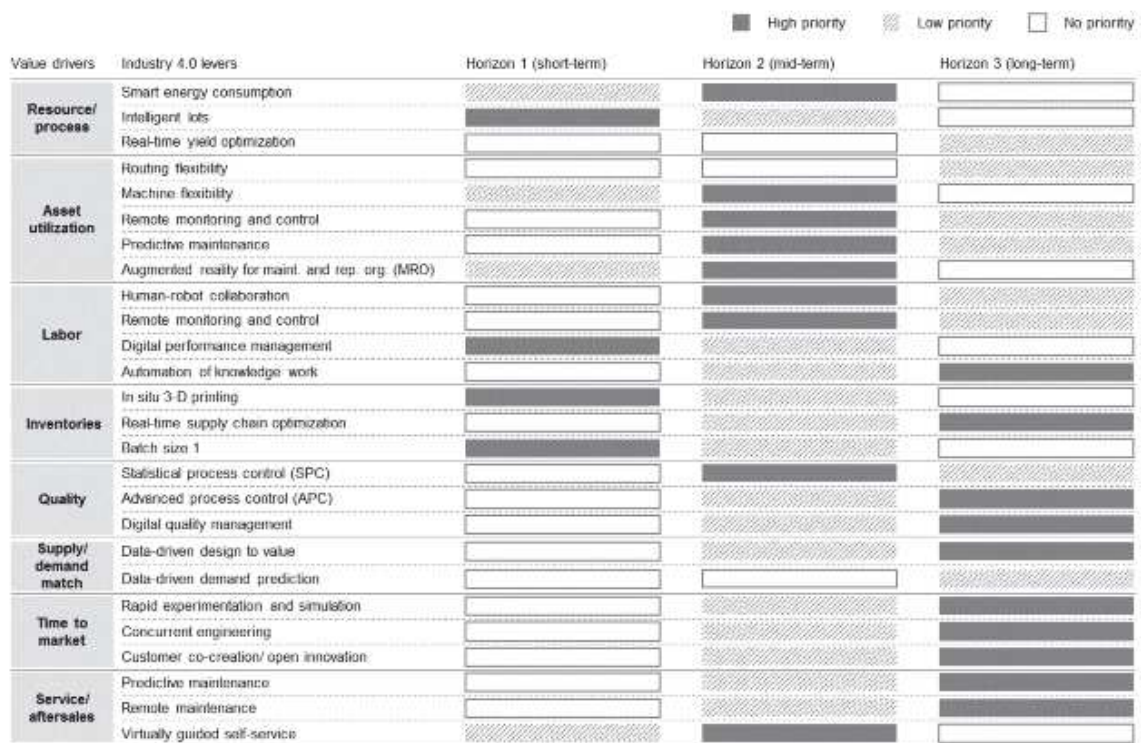 High priority Low priority No prioritry
Value drivers Industry 4.0 levers Horizon 1 (short-term) Horizon 2 (mid-term) Horizon 3 (long-term)
Resource/
process
Smart energy consumption
Intelligent lots
Real-time yield optimization
Asset
utilization
Routing flexibility
Machine flexibility
Remote monitoring and control
Predictive maintenance
Augmented reality for maint. and rep. org. (MRO)
Labor
Human-robot collaboration
Remote monitoring and control
Digital performance management
Automation of knowledge work
Inventories
In situ 3-D printing
Real-time supply chain optimization
Batch size 1
Quality
Statistical process control (SPC)
Advanced process control (APC)
Digital quality management
Supply/
demand
match
Data-driven design to value
Data-driven demand prediction
Time to
market
Rapid experimentation and simulation
Concurrent engineering
Customer co-creation/ open innovation
Service/
aftersales
Predictive maintenance
Remote maintenance
Virtually guided self-service